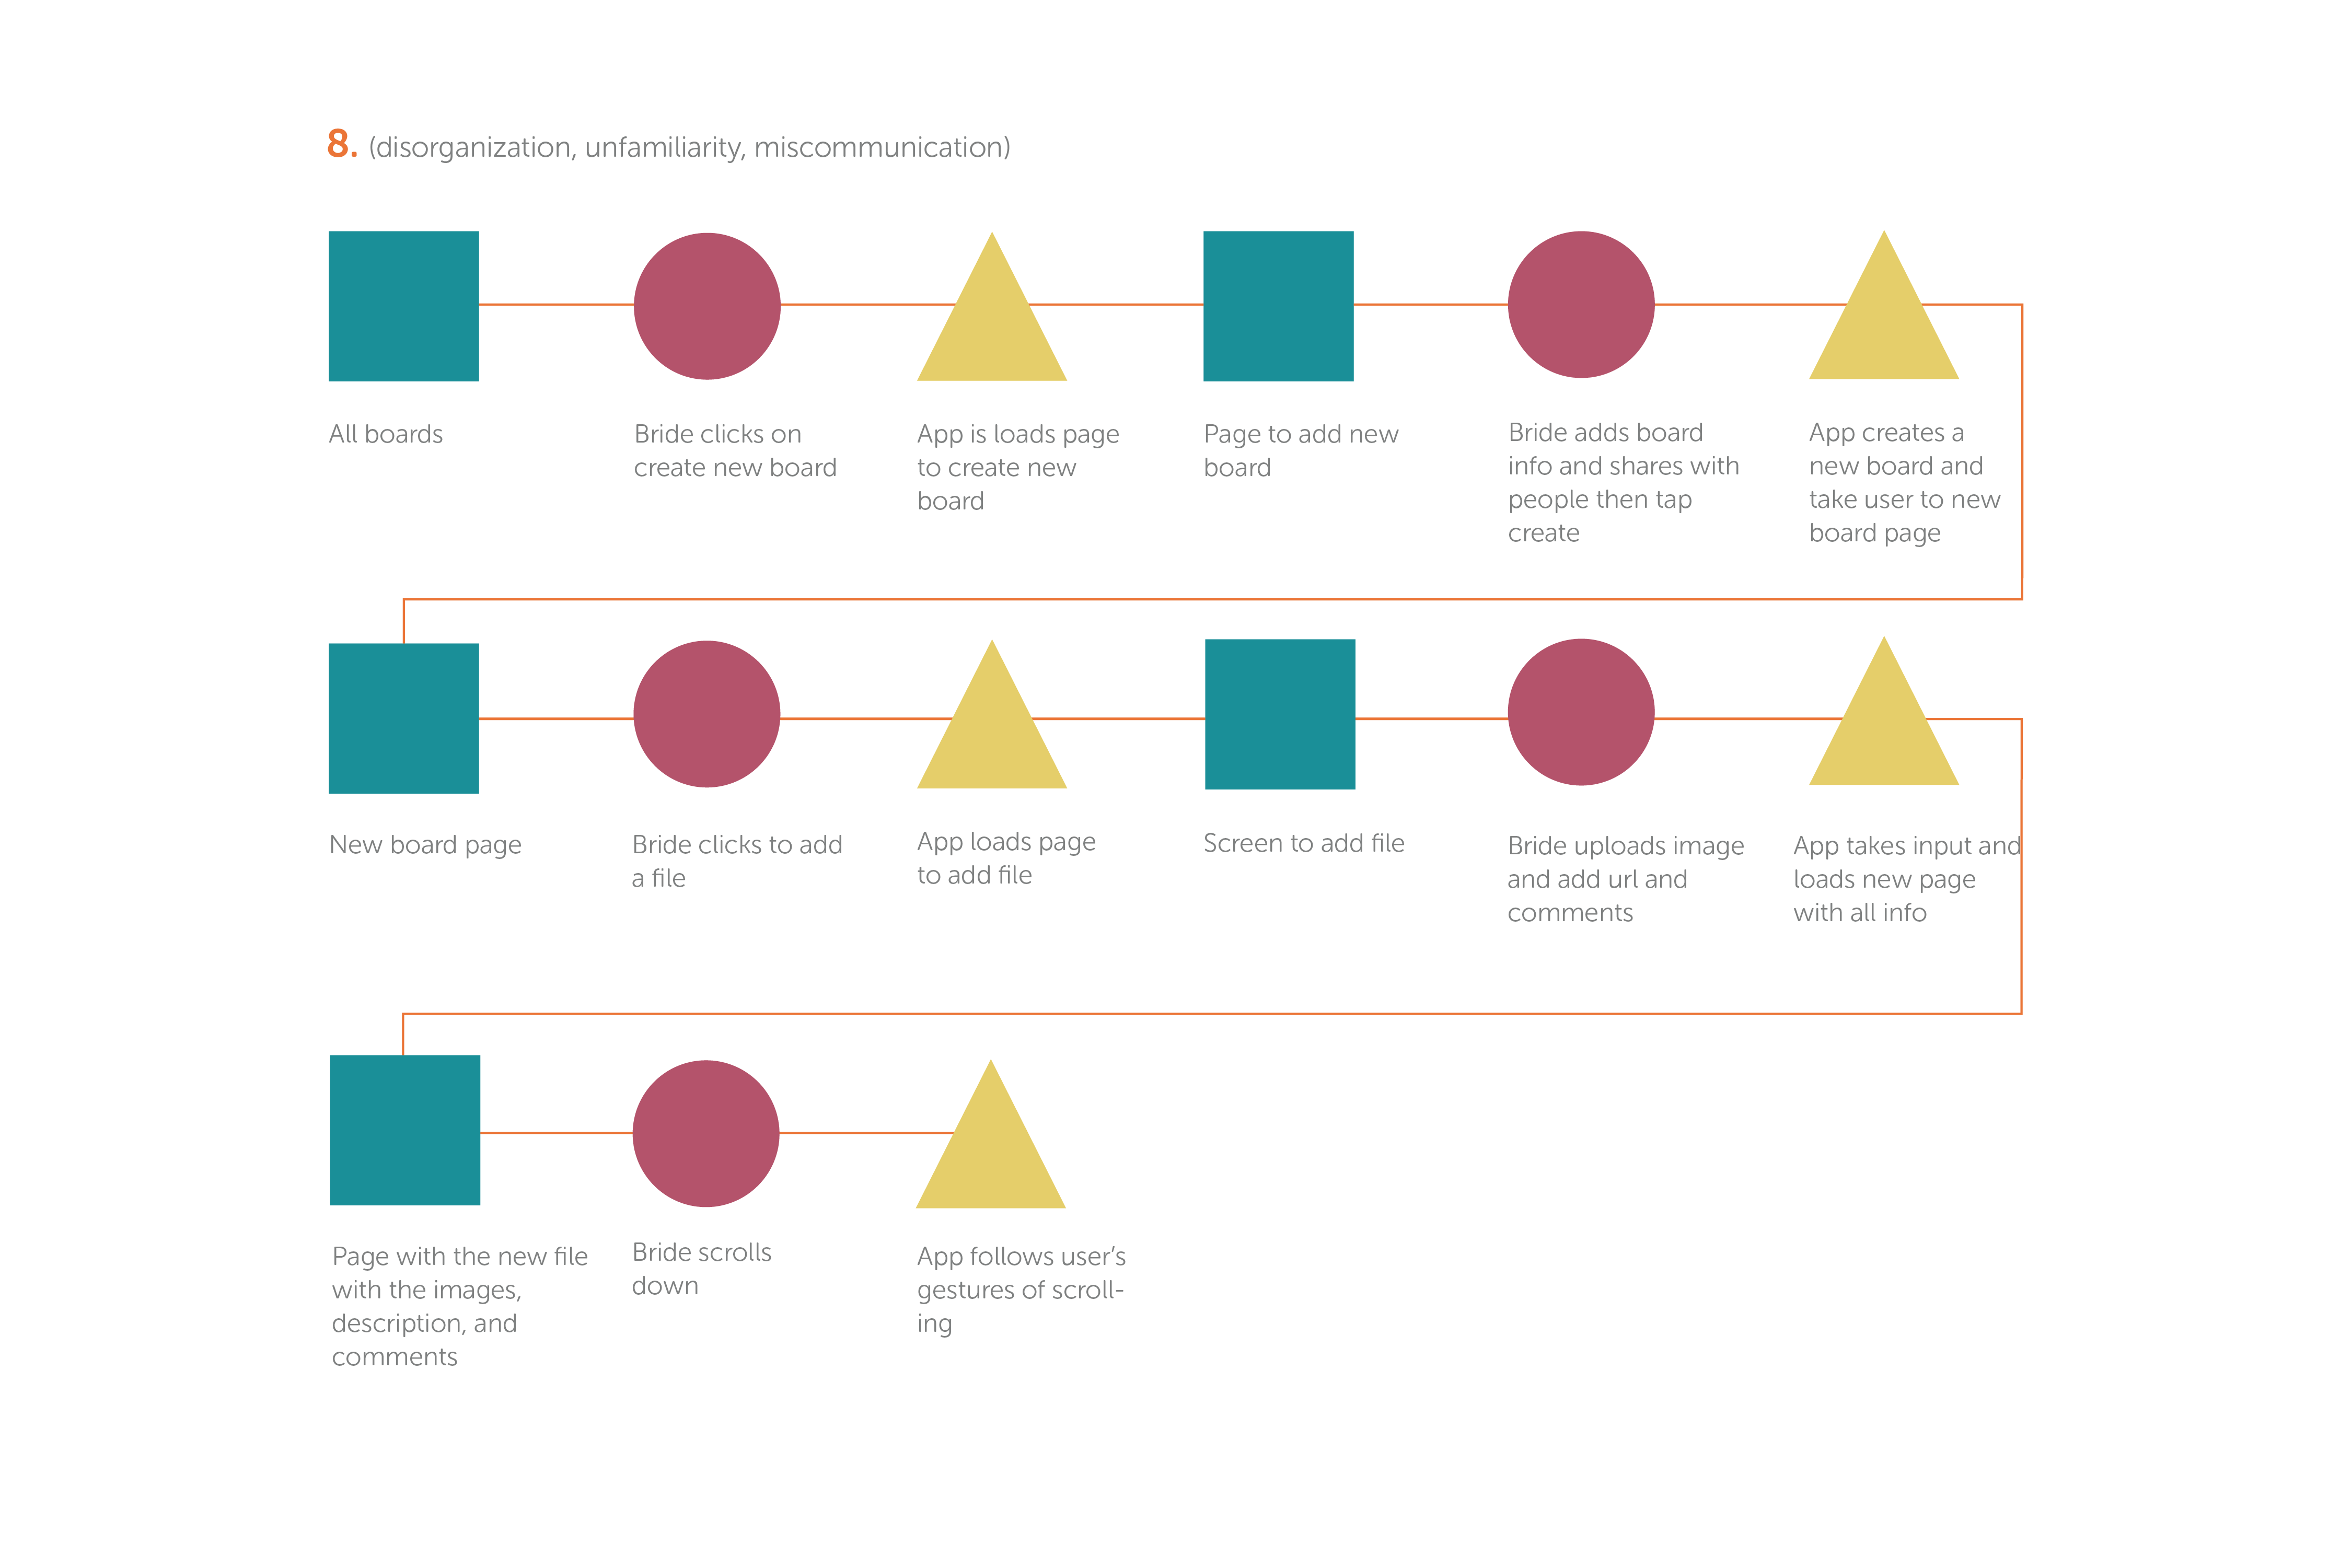 8. (disorganization, unfamiliarity, miscommunication)
All boards
Bride clicks on
create new board
App is loads page
to create new
board
Page to add new
board
Bride adds board
info and shares with
people then tap
create
App creates a
new board and
take user to new
board page
New board page
Bride clicks to add
a file
App loads page
to add file
Screen to add file
Bride uploads image
and add url and
comments
App takes input and
loads new page
with all info
Page with the new file
with the images,
description, and
comments
Bride scrolls
down
App follows user’s
gestures of scroll-
ing